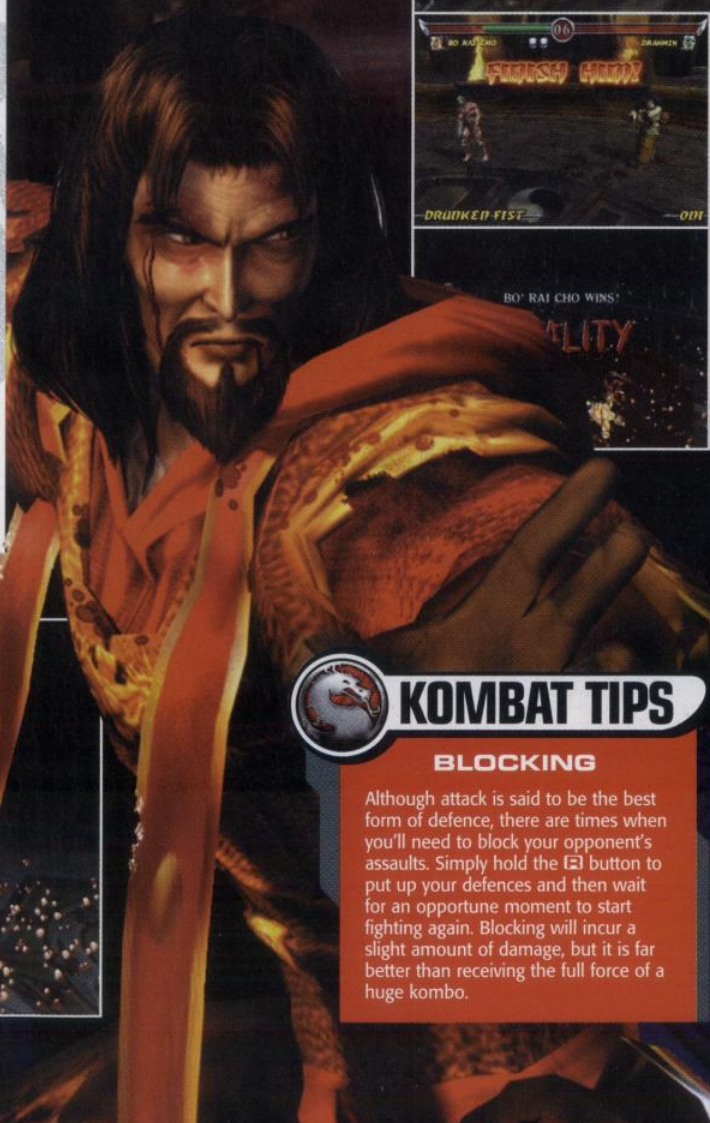 06
BO RAI CHO
DRAHMIN
FINISH HIM!
DRUNKEN FIST
BO' RAI CHO WINS!
KOMBAT TIPS
BLOCKING
Although attack is said to be the best
form of defence, there are times when
you'll need to block your opponent's
assaults. Simply hold the R button to
put up your defences and then wait
for an opportune moment to start
fighting again. Blocking will incur a
slight amount of damage, but it is far
better than receiving the full force of a
huge kombo.